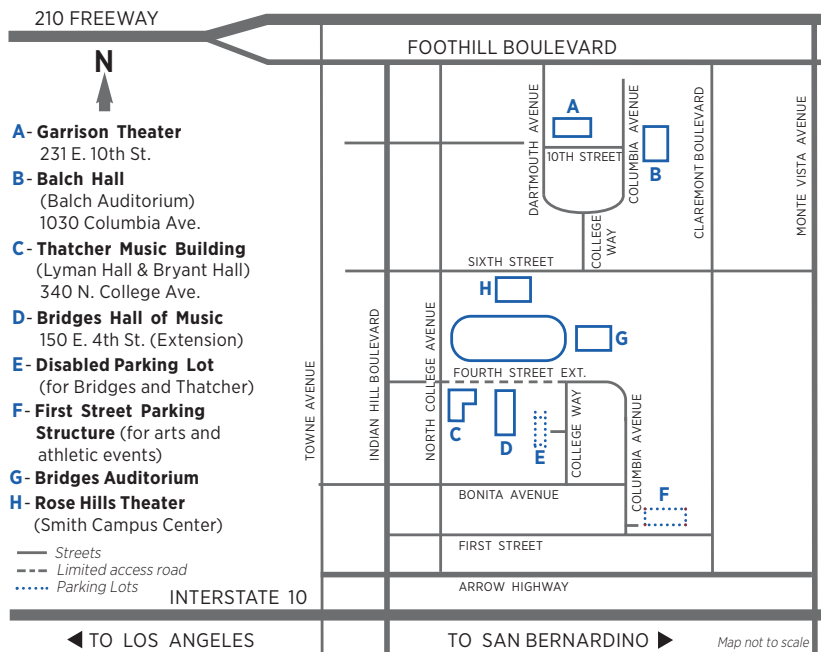 210 FREEWAY
FOOTHILL BOULEVARD
N
A- Garrison Theater
231 E. 10th St.
B- Balch Hall
(Balch Auditorium)
1030 Columbia Ave.
C- Thatcher Music Building
(Lyman Hall & Bryant Hall)
340 N. College Ave.
D- Bridges Hall of Music
150 E. 4th St. (Extension)
E- Disabled Parking Lot
(for Bridges and Thatcher)
F- First Street Parking
Structure (for arts and
athletic events)
G- Bridges Auditorium
H- Rose Hills Theater
(Smith Campus Center)
Streets
Limited access road
Parking Lots
TOWNE AVENUE
INDIAN HILL BOULEVARD
NORTH COLLEGE AVENUE
DARTMOUTH AVENUE
A
10TH STREET
COLUMBIA AVENUE
B
CLAREMONT BOULEVARD
MONTE VISTA AVENUE
COLLEGE
WAY
SIXTH STREET
H
G
FOURTH STREET EXT.
C
D
E
COLLEGE WAY
COLUMBIA AVENUE
F
BONITA AVENUE
FIRST STREET
ARROW HIGHWAY
INTERSTATE 10
TO LOS ANGELES
TO SAN BERNARDINO
Map not to scale